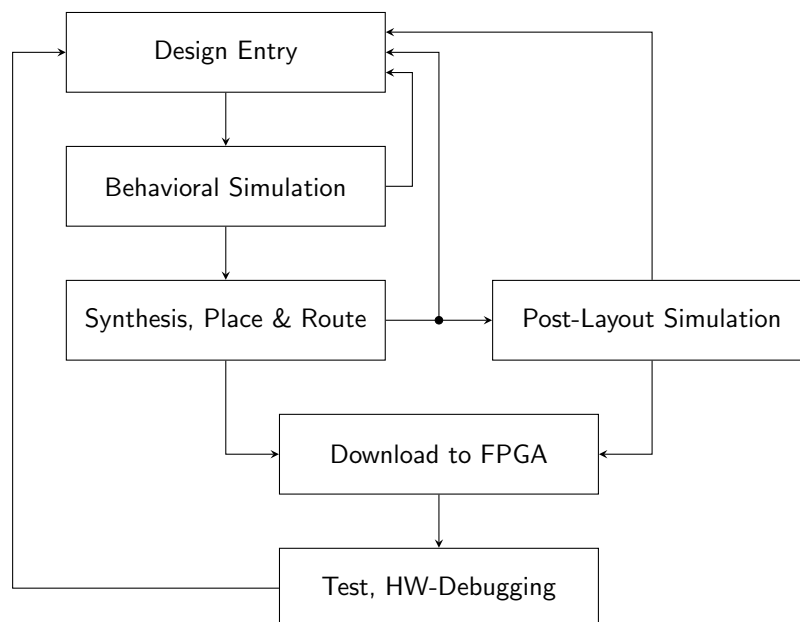 Design Entry
Behavioral Simulation
Synthesis, Place & Route
Post-Layout Simulation
Download to FPGA
Test, HW-Debugging